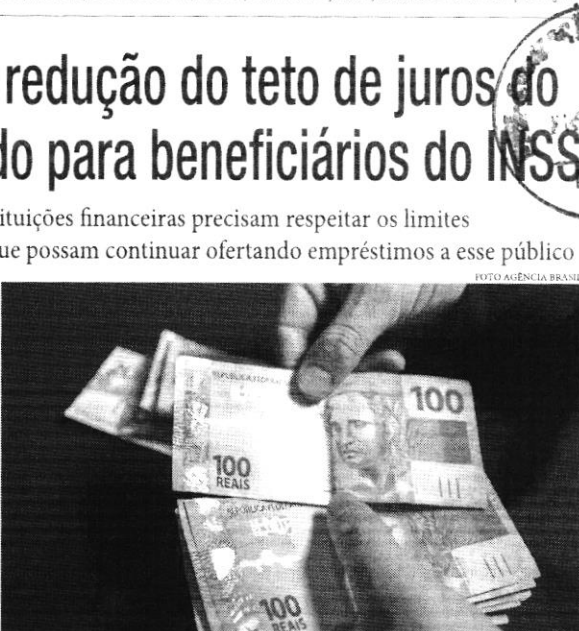 redução do teto de juros do
do para beneficiários do INSS
ituições financeiras precisam respeitar os limites
ue possam continuar ofertando empréstimos a esse público
FOTO AGÊNCIA BRASIL
100
100
REAIS
100
REAIS